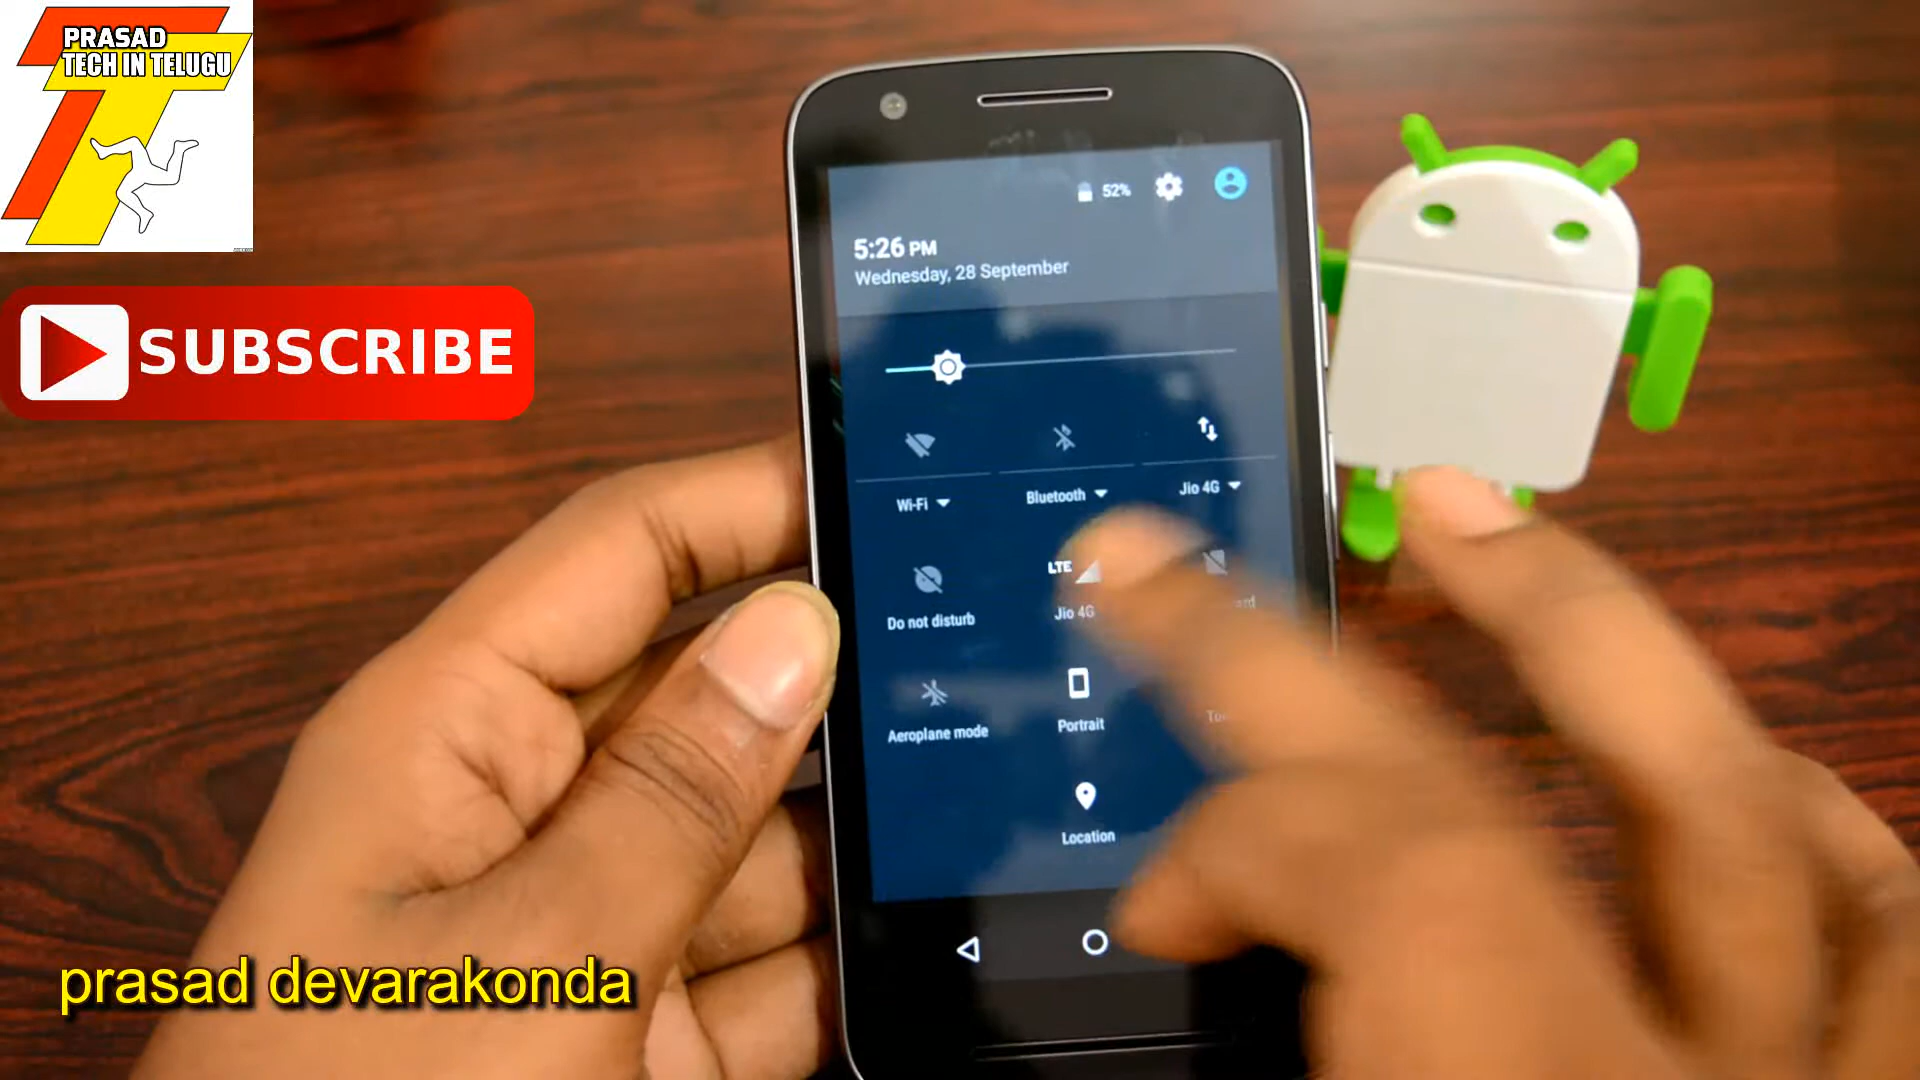 PRASAD
TECH IN TELUGU
SUBSCRIBE
52%
5:26 PM
Wednesday, 28 September
Wi-Fi
Bluetooth
Jio 4G
LTE
Do not disturb
Jio 4G
Aeroplane mode
Portrait
Location
prasad devarakonda